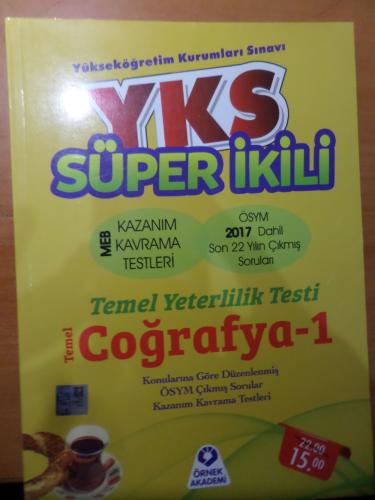 Yükseköğretim Kurumları Sınavı
YKS
SÜPER İKİLİ
MEB
KAZANIM
KAVRAMA
TESTLERİ
ÖSYM
2017 Dahil
Son 22 Yılın Çıkmış
Soruları
Temel Yeterlilik Testi
Temel
Coğrafya-1
Konularına Göre Düzenlenmiş
ÖSYM Çıkmış Sorular
Kazanım Kavrama Testleri
22.00
15.00
ÖRNEK
AKADEMİ